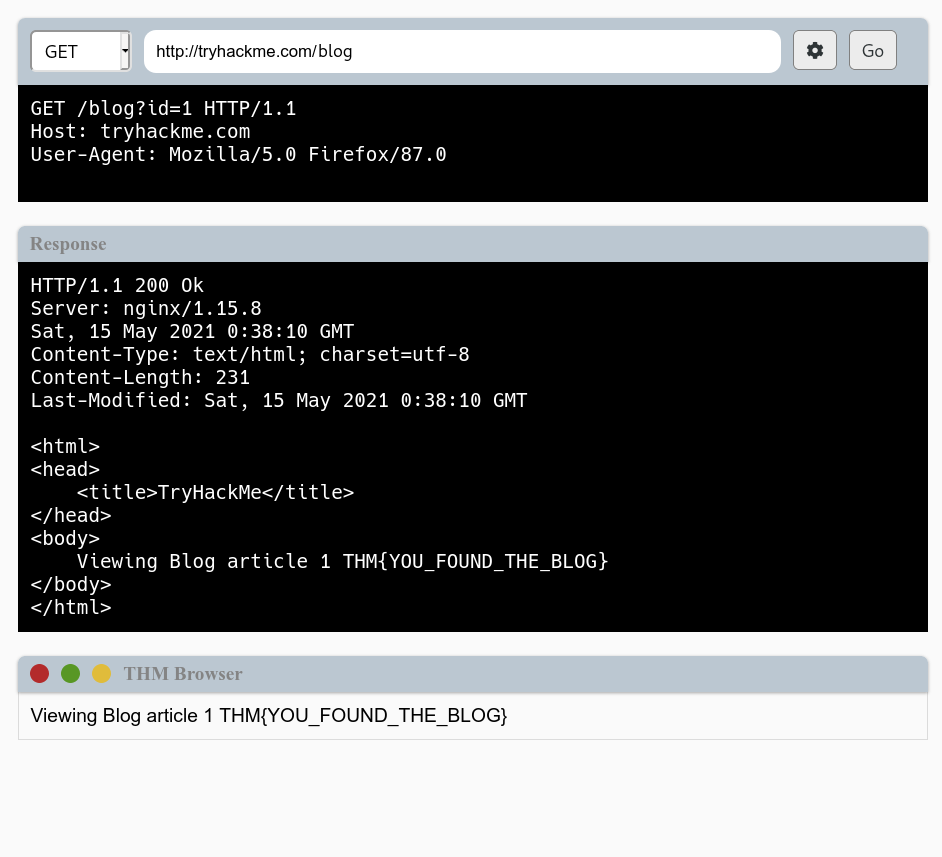 GET http://tryhackme.com/blog Go
GET /blog?id=1 HTTP/1.1
Host: tryhackme.com
User-Agent: Mozilla/5.0 Firefox/87.0
Response
HTTP/1.1 200 Ok
Server: nginx/1.15.8
Sat, 15 May 2021 0:38:10 GMT
Content-Type: text/html; charset=utf-8
Content-Length: 231
Last-Modified: Sat, 15 May 2021 0:38:10 GMT
<html>
<head>
    <title>TryHackMe</title>
</head>
<body>
    Viewing Blog article 1 THM{YOU_FOUND_THE_BLOG}
</body>
</html>
THM Browser
Viewing Blog article 1 THM{YOU_FOUND_THE_BLOG}